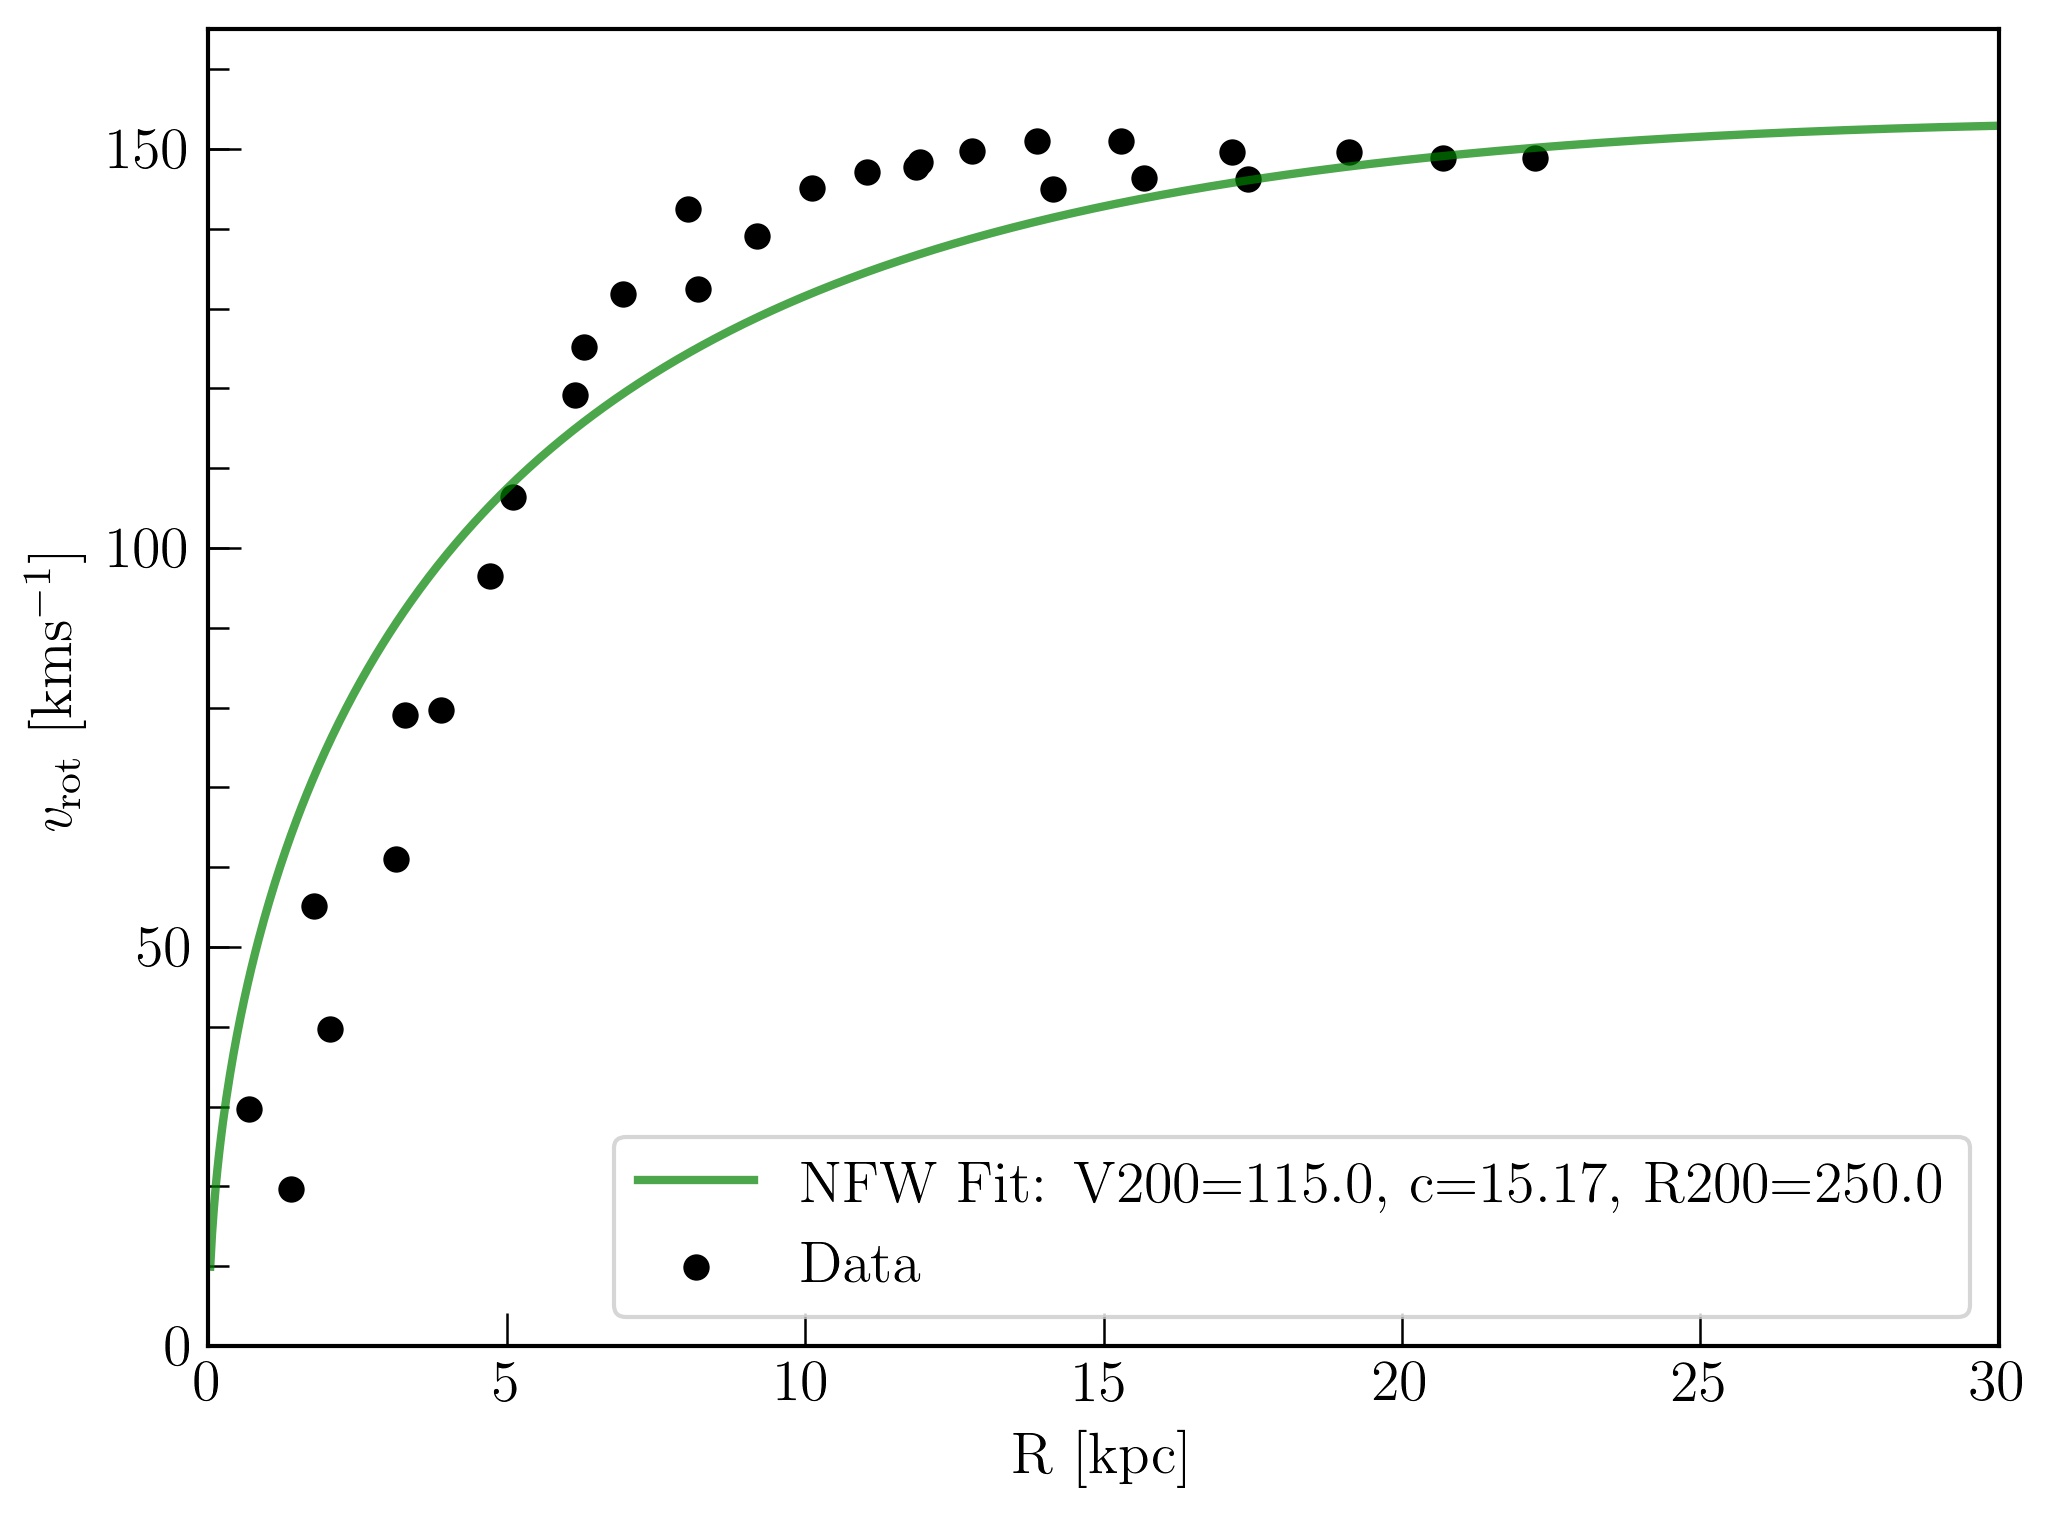 150
100
50
0
v_rot [kms^−1]
NFW Fit: V200=115.0, c=15.17, R200=250.0
Data
0 5 10 15 20 25 30
R [kpc]